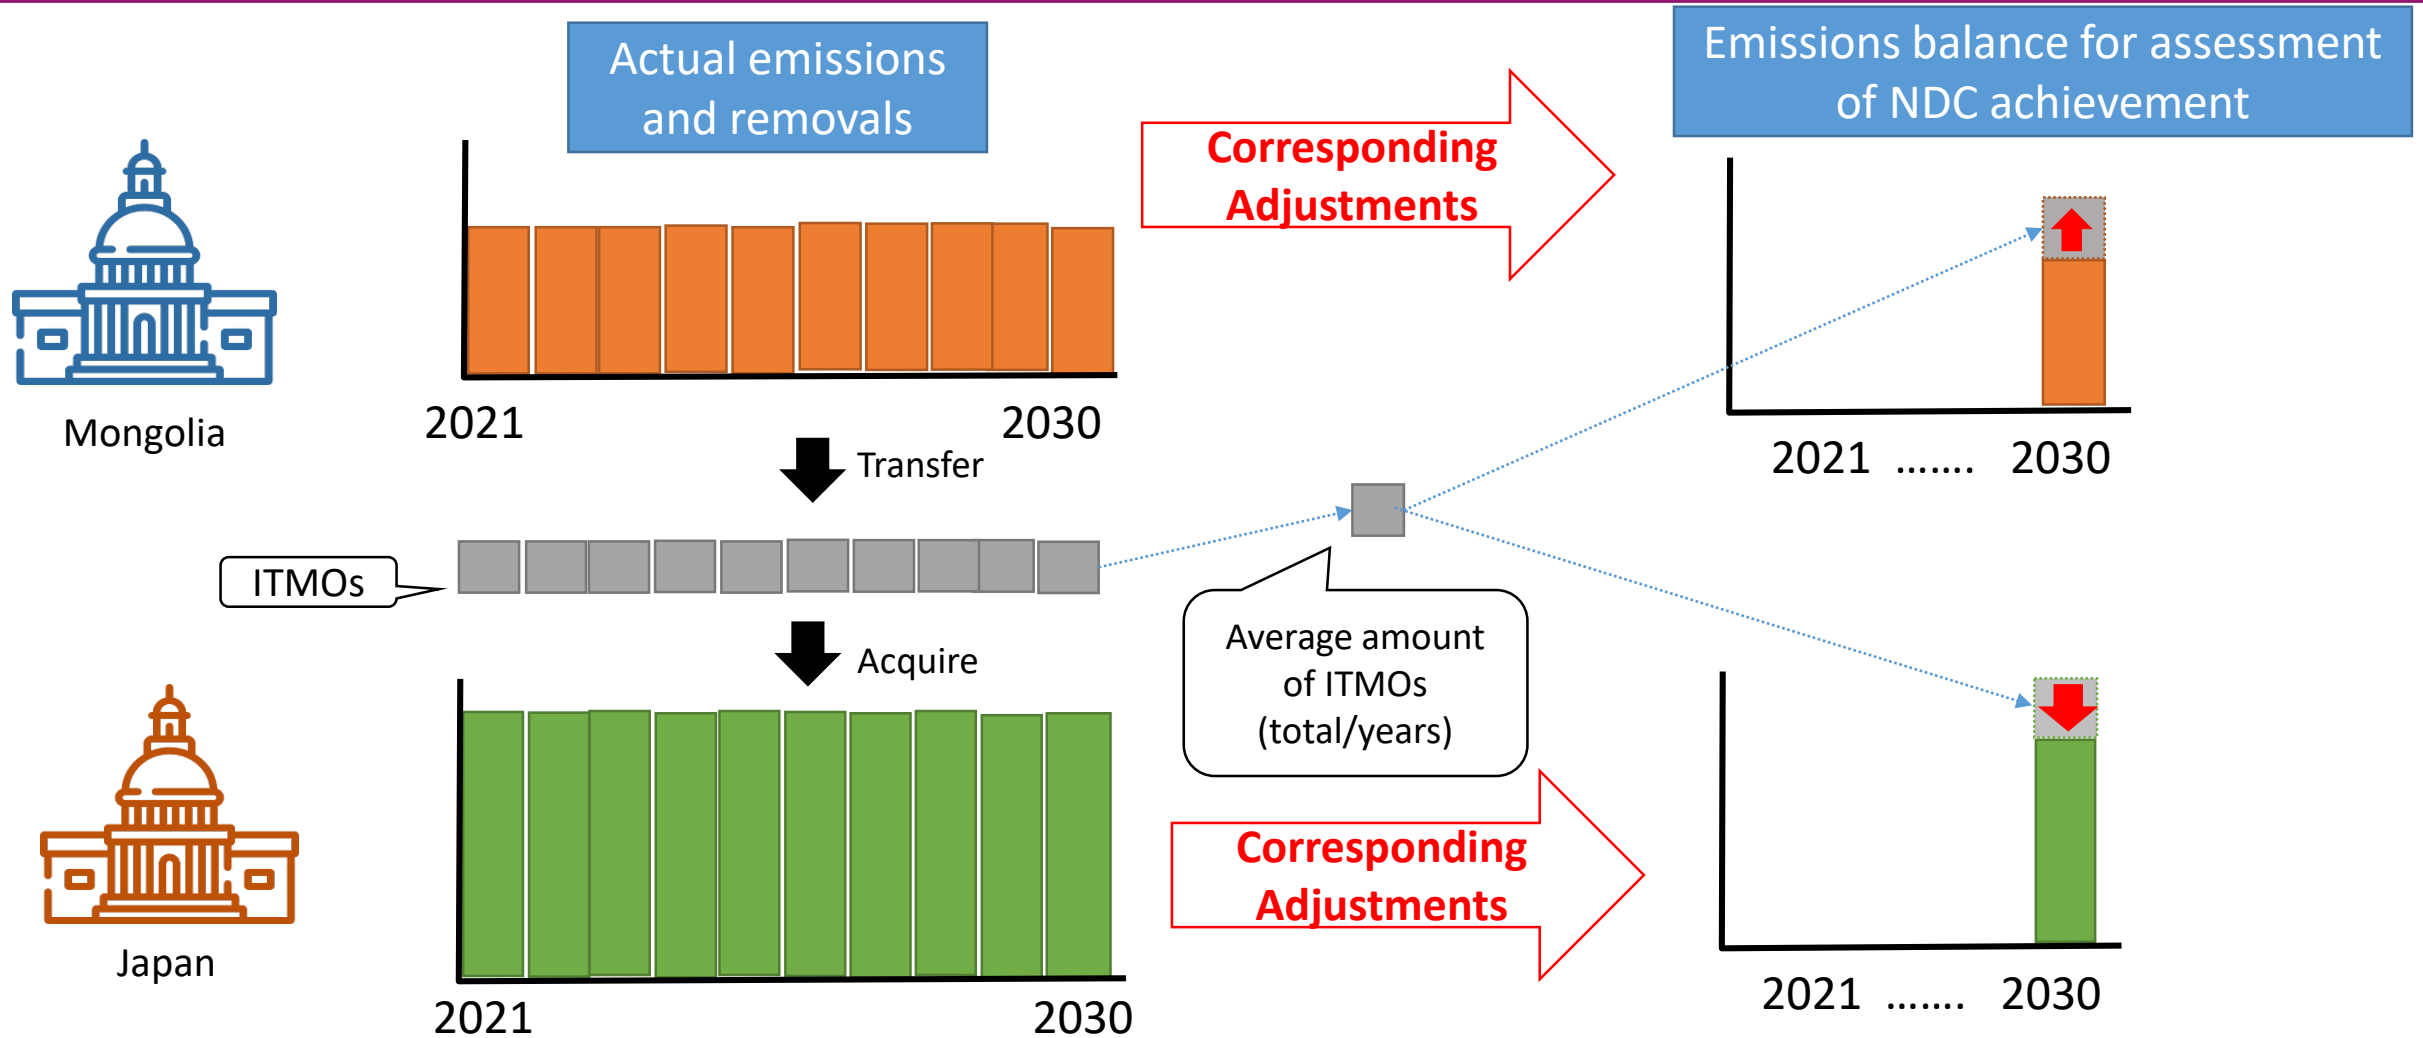 Actual emissions
and removals
Emissions balance for assessment
of NDC achievement
Corresponding
Adjustments
Mongolia
2021
2030
2021 ....... 2030
Transfer
ITMOs
Acquire
Average amount
of ITMOs
(total/years)
Corresponding
Adjustments
Japan
2021
2030
2021 ....... 2030